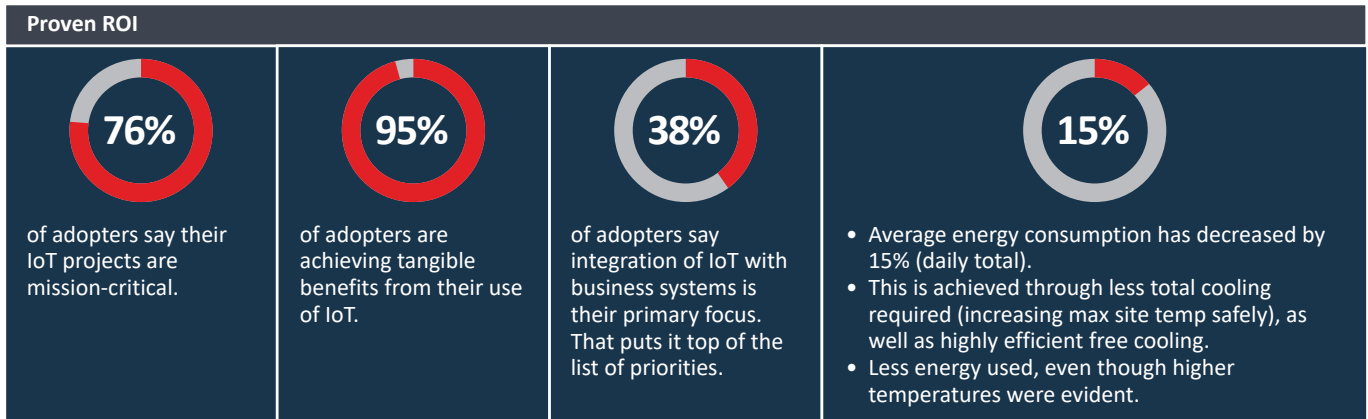 Proven ROI
76%
of adopters say their
IoT projects are
mission-critical.
95%
of adopters are
achieving tangible
benefits from their use
of IoT.
38%
of adopters say
integration of IoT with
business systems is
their primary focus.
That puts it top of the
list of priorities.
15%
• Average energy consumption has decreased by
15% (daily total).
• This is achieved through less total cooling
required (increasing max site temp safely), as
well as highly efficient free cooling.
• Less energy used, even though higher
temperatures were evident.